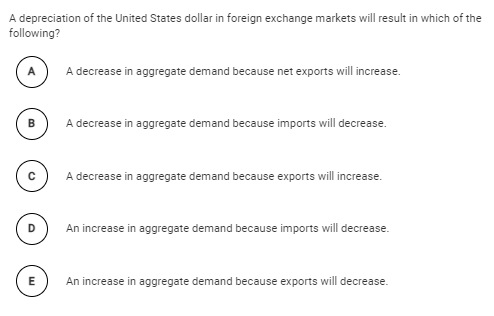 A depreciation of the United States dollar in foreign exchange markets will result in which of the
following?
A A decrease in aggregate demand because net exports will increase.
B A decrease in aggregate demand because imports will decrease.
C A decrease in aggregate demand because exports will increase.
D An increase in aggregate demand because imports will decrease.
E An increase in aggregate demand because exports will decrease.